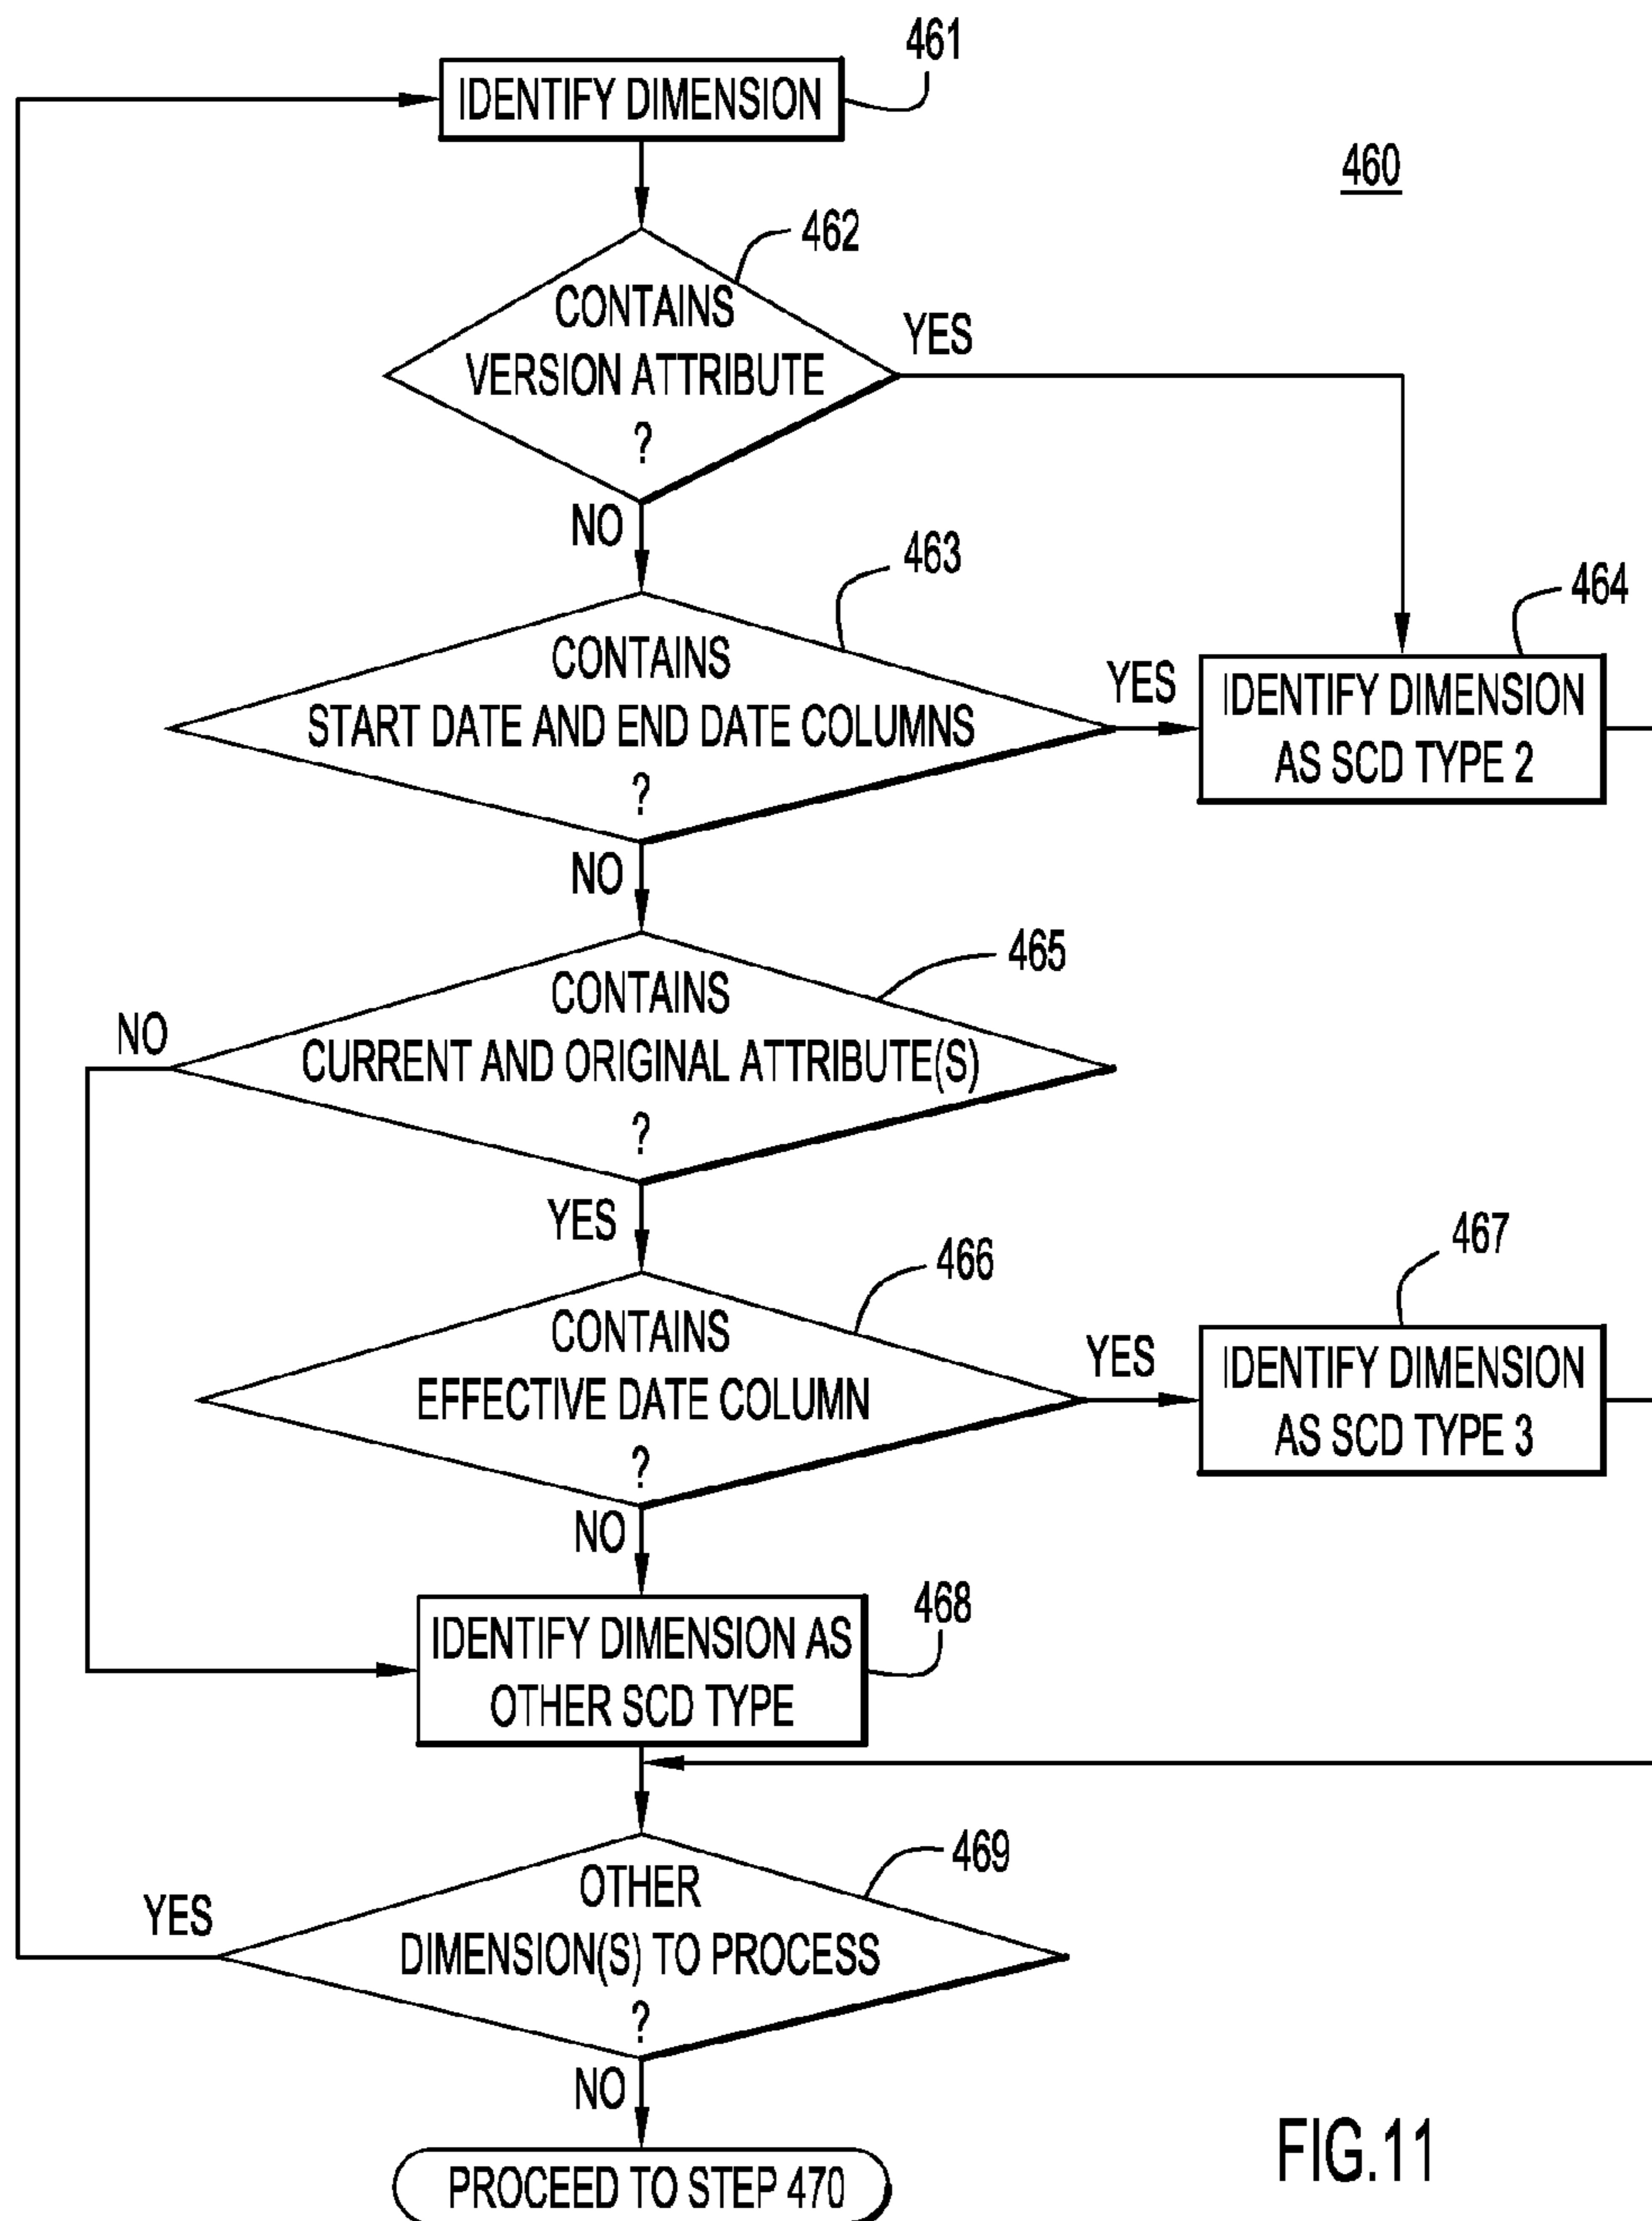 461
IDENTIFY DIMENSION
460
462
CONTAINS
VERSION ATTRIBUTE
?
YES
NO
463
CONTAINS
START DATE AND END DATE COLUMNS
?
YES
NO
464
IDENTIFY DIMENSION
AS SCD TYPE 2
465
CONTAINS
CURRENT AND ORIGINAL ATTRIBUTE(S)
?
NO
YES
466
CONTAINS
EFFECTIVE DATE COLUMN
?
YES
NO
467
IDENTIFY DIMENSION
AS SCD TYPE 3
468
IDENTIFY DIMENSION AS
OTHER SCD TYPE
469
OTHER
DIMENSION(S) TO PROCESS
?
YES
NO
PROCEED TO STEP 470
FIG.11